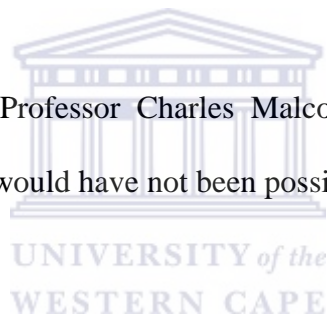 Professor Charles Malco
would have not been possi
UNIVERSITY of the
WESTERN CAPE